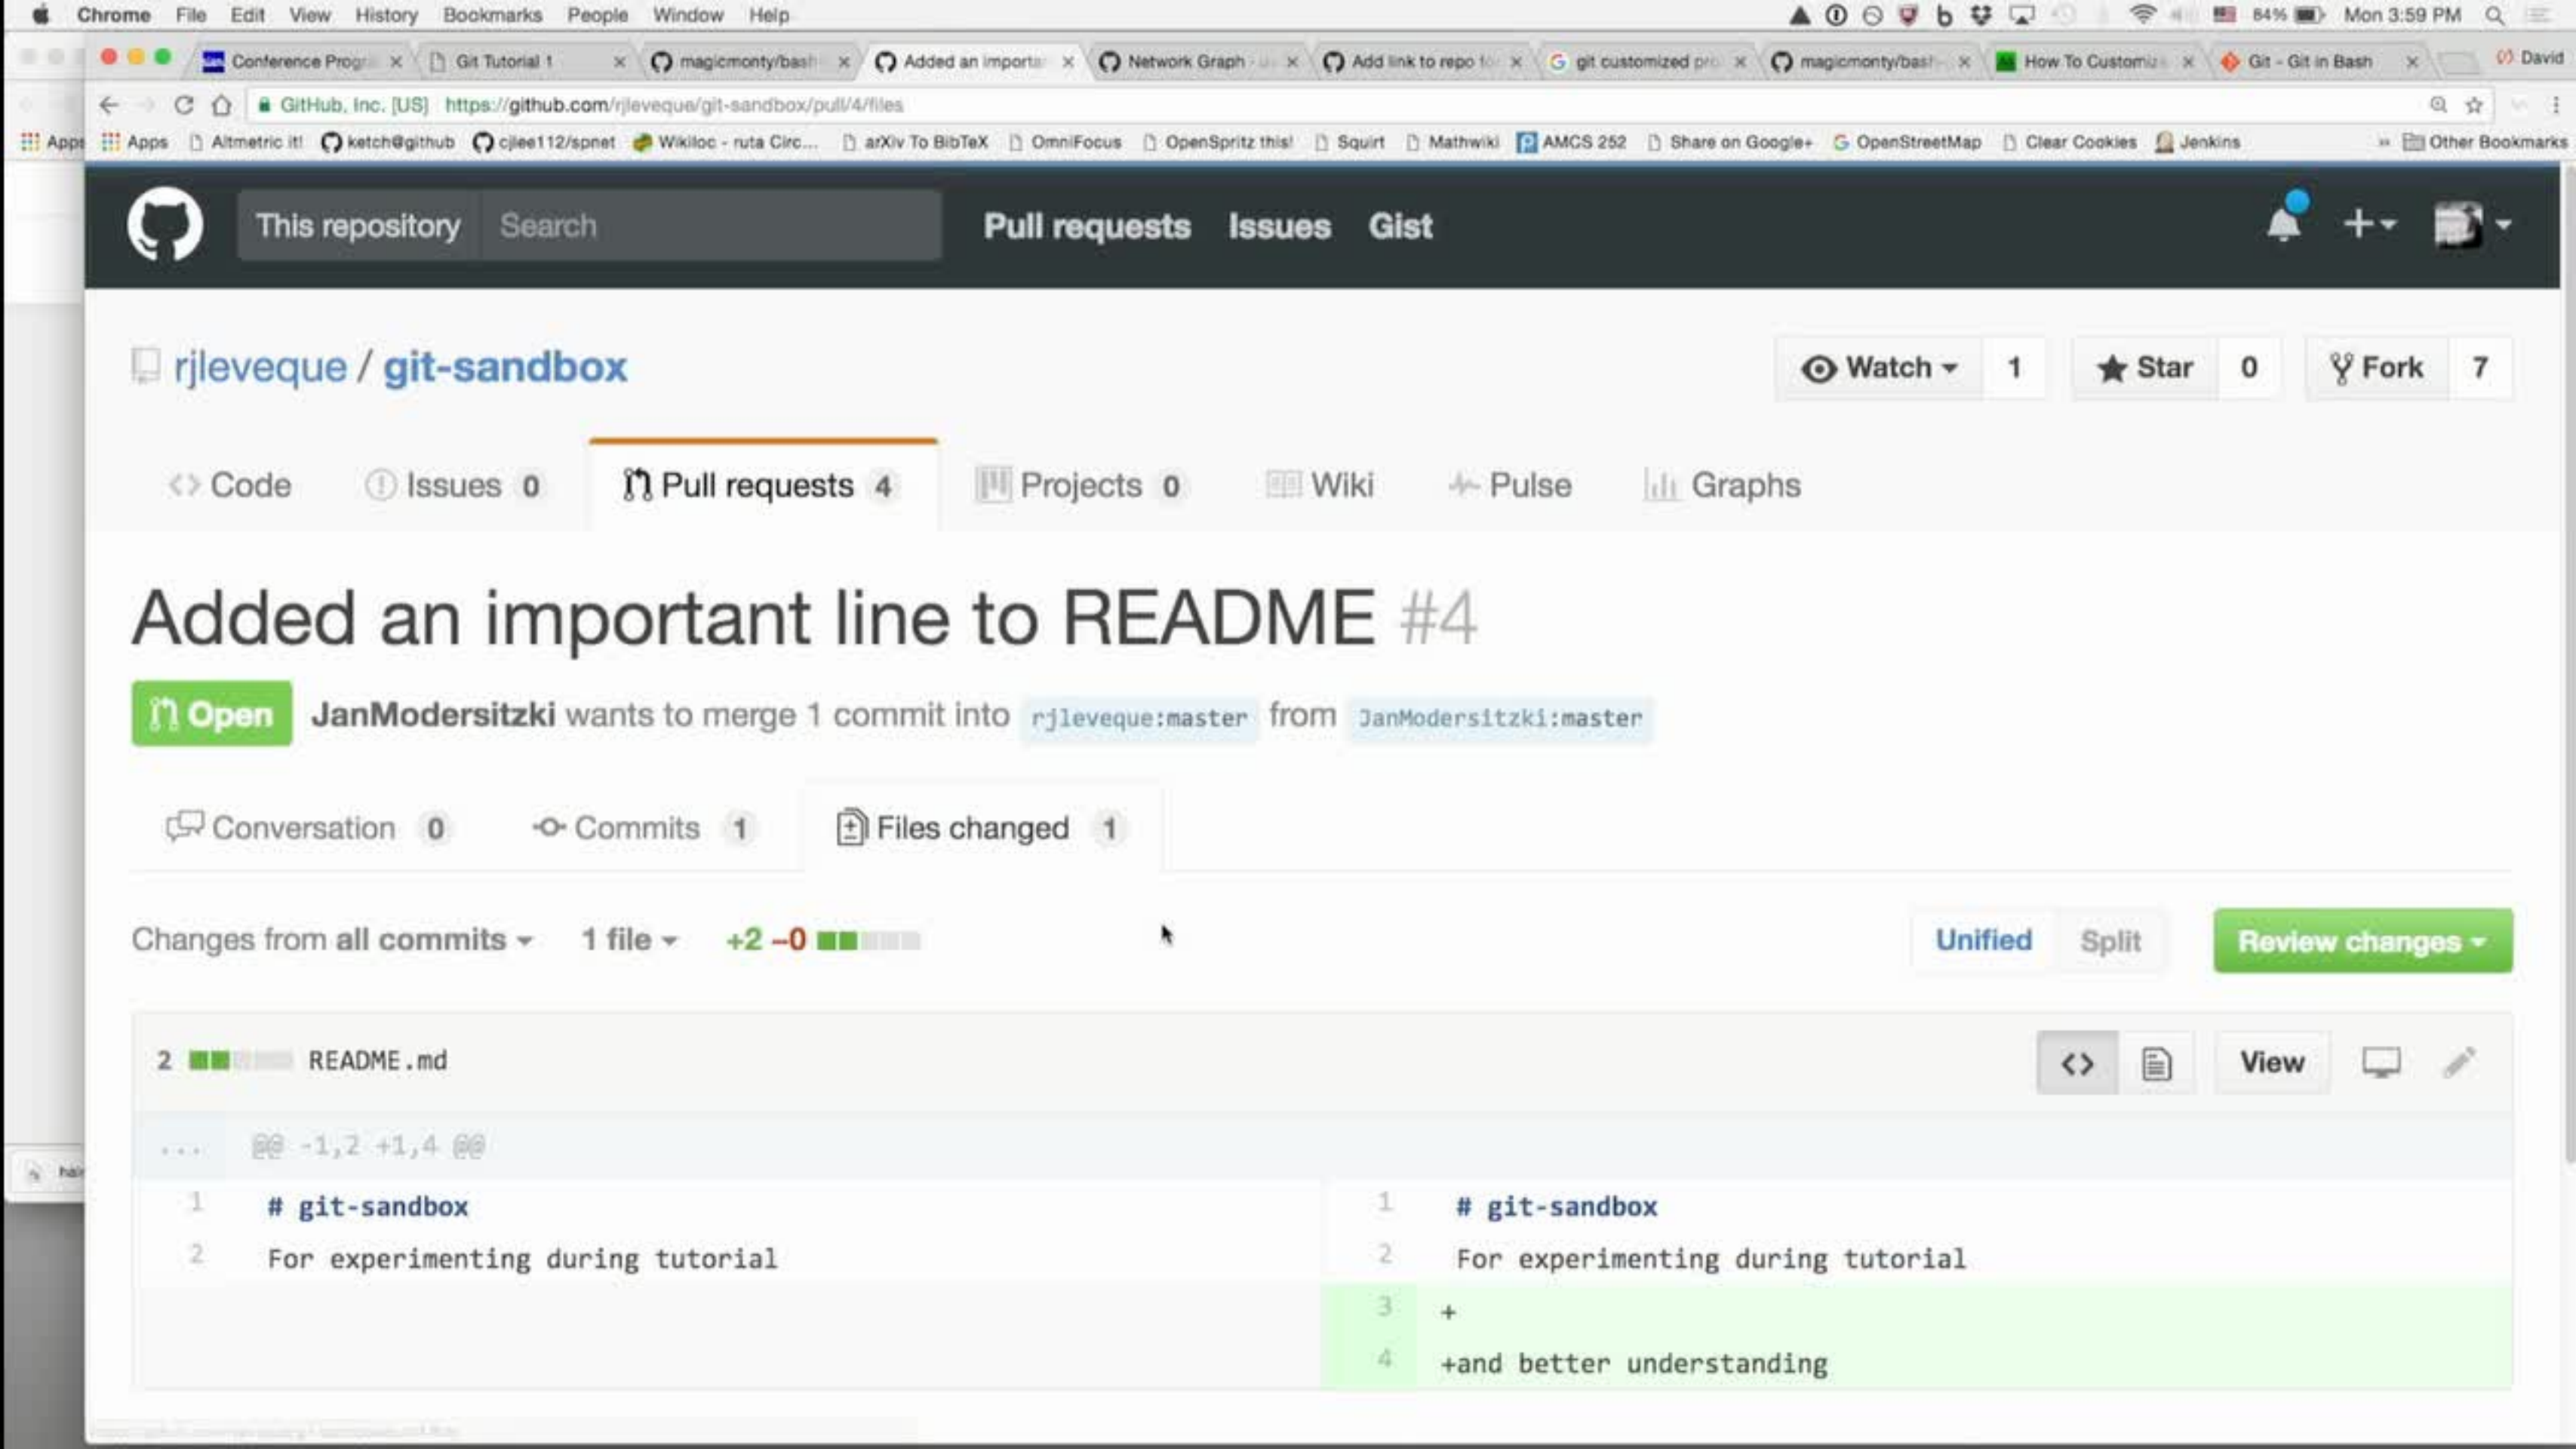 Chrome File Edit View History Bookmarks People Window Help 84% Mon 3:59 PM
Conference Progra Git Tutorial 1 magicmonty/bash Added an importa Network Graph Add link to repo for git customized pro magicmonty/bash- How To Customiz Git - Git in Bash David
GitHub, Inc. [US] https://github.com/rjleveque/git-sandbox/pull/4/files
Apps Apps Altmetric it! ketch@github cjlee112/spnet Wikiloc - ruta Circ... arXiv To BibTeX OmniFocus OpenSpritz this! Squirt Mathwiki AMCS 252 Share on Google+ OpenStreetMap Clear Cookies Jenkins » Other Bookmarks
This repository Search Pull requests Issues Gist
rjleveque / git-sandbox Watch 1 Star 0 Fork 7
Code Issues 0 Pull requests 4 Projects 0 Wiki Pulse Graphs
Added an important line to README #4
Open JanModersitzki wants to merge 1 commit into rjleveque:master from JanModersitzki:master
Conversation 0 Commits 1 Files changed 1
Changes from all commits 1 file +2 −0 Unified Split Review changes
2 README.md <> View
... @@ -1,2 +1,4 @@
1 # git-sandbox 1 # git-sandbox
2 For experimenting during tutorial 2 For experimenting during tutorial
3 +
4 +and better understanding